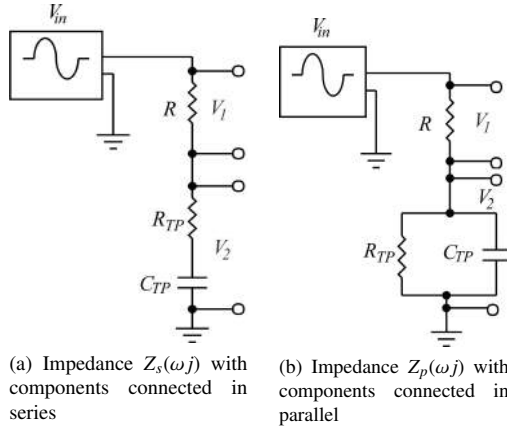 V_in
R
V_1
R_TP
V_2
C_TP
(a) Impedance Z_s(ωj) with
components connected in
series
V_in
R
V_1
V_2
R_TP
C_TP
(b) Impedance Z_p(ωj) with
components connected in
parallel